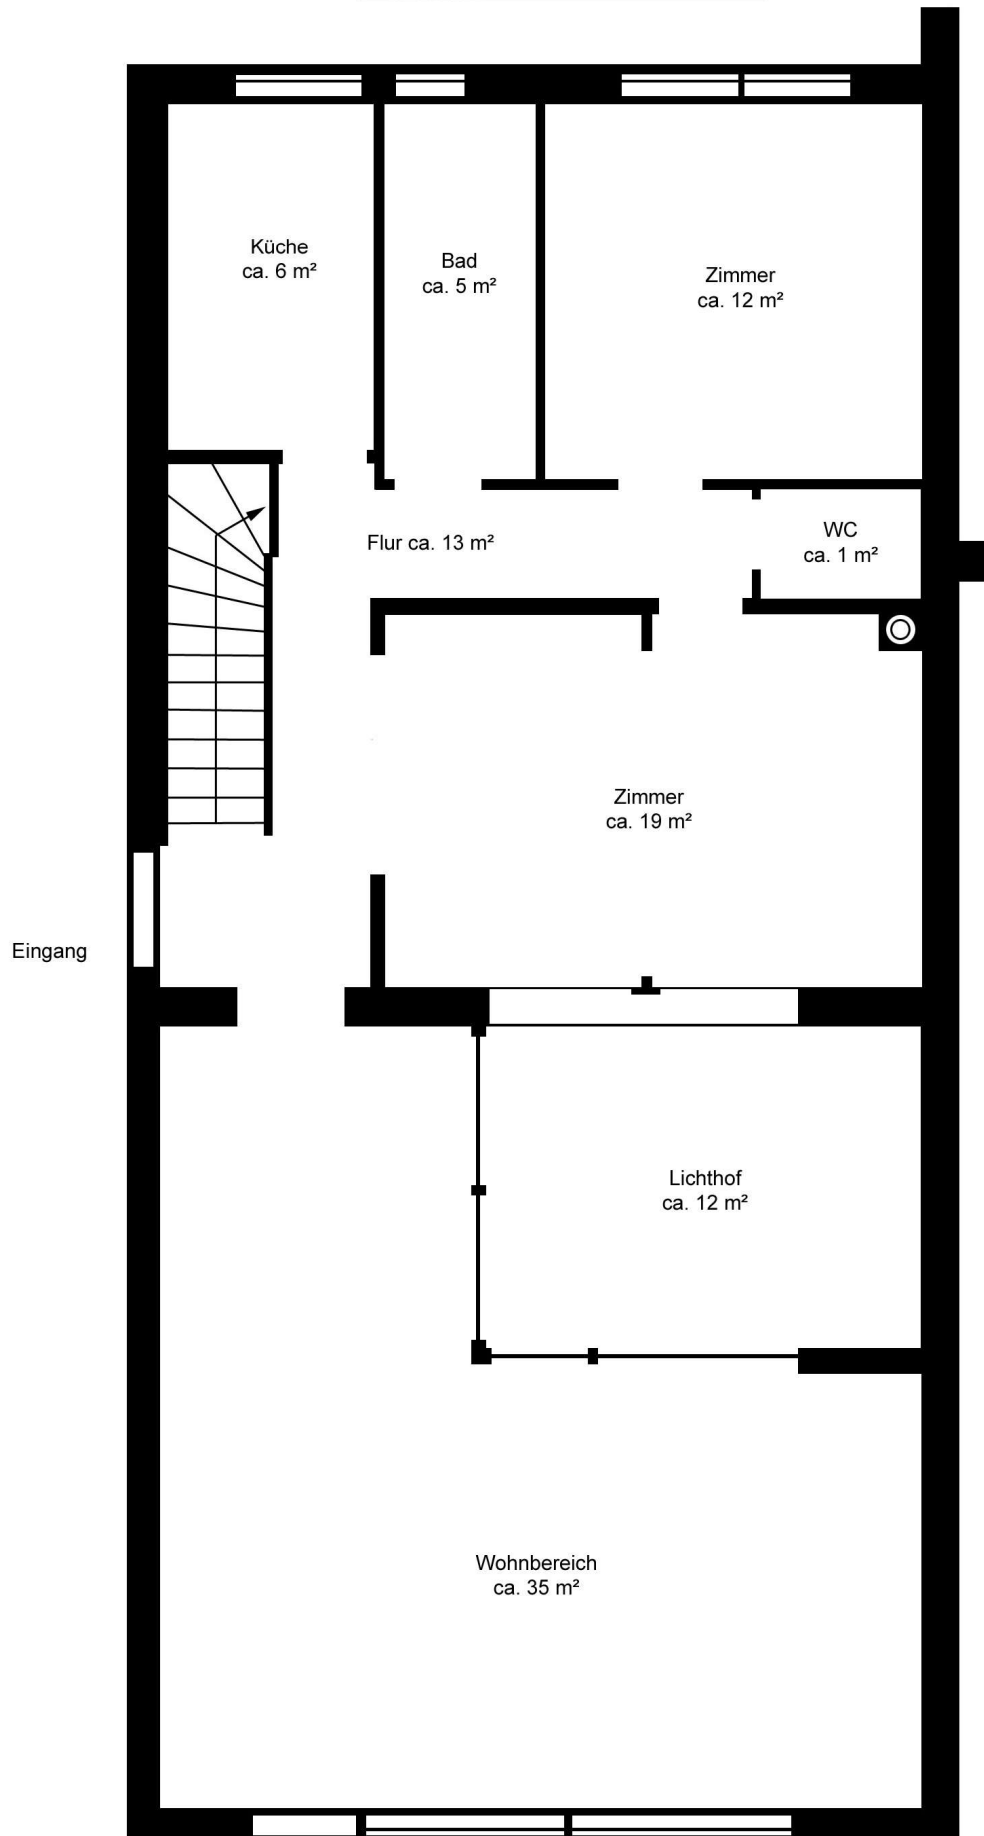 Küche
ca. 6 m²
Bad
ca. 5 m²
Zimmer
ca. 12 m²
Flur ca. 13 m²
WC
ca. 1 m²
Zimmer
ca. 19 m²
Eingang
Lichthof
ca. 12 m²
Wohnbereich
ca. 35 m²